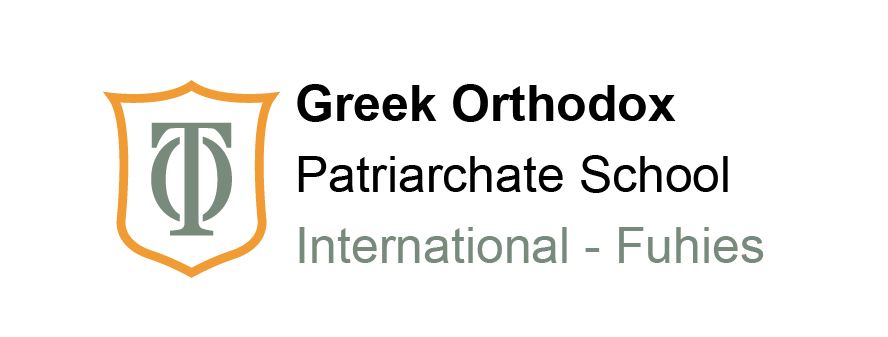 Greek Orthodox
Patriarchate School
International - Fuhies